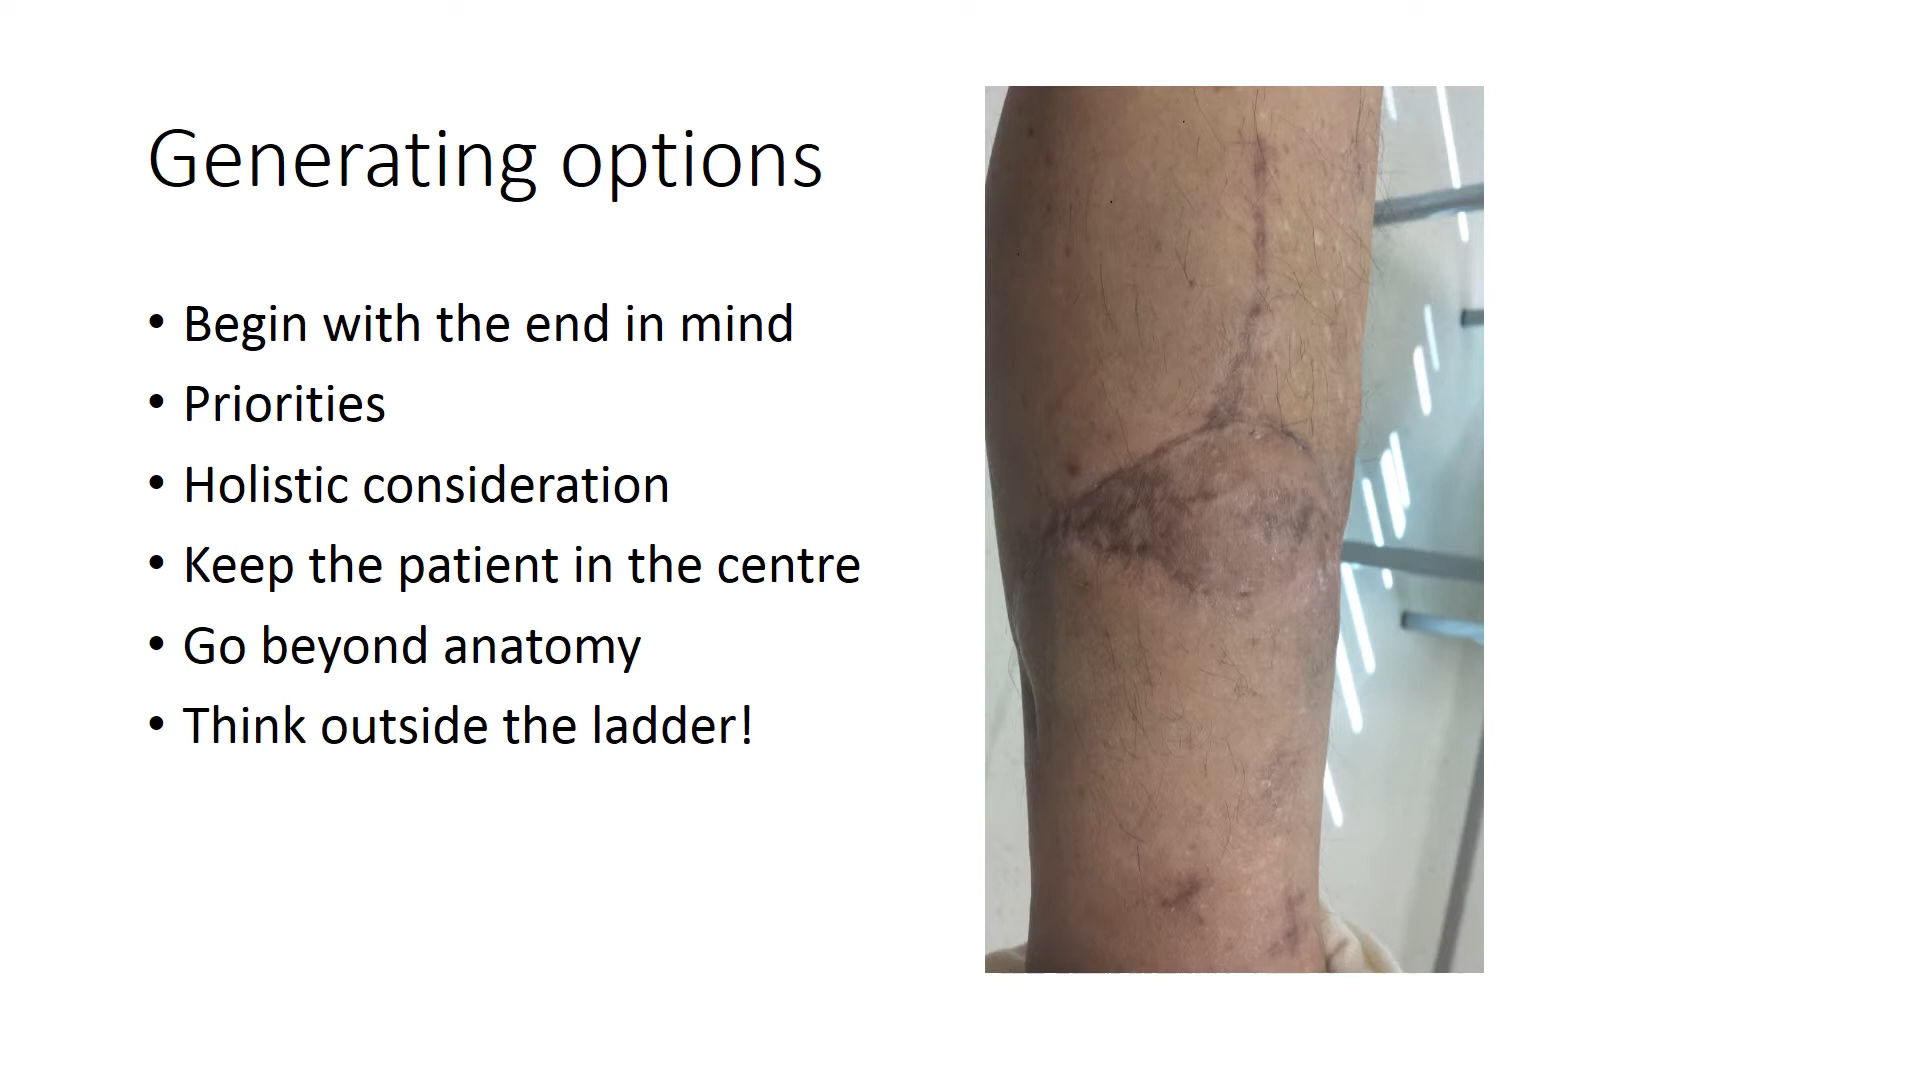 Generating options
• Begin with the end in mind
• Priorities
• Holistic consideration
• Keep the patient in the centre
• Go beyond anatomy
• Think outside the ladder!